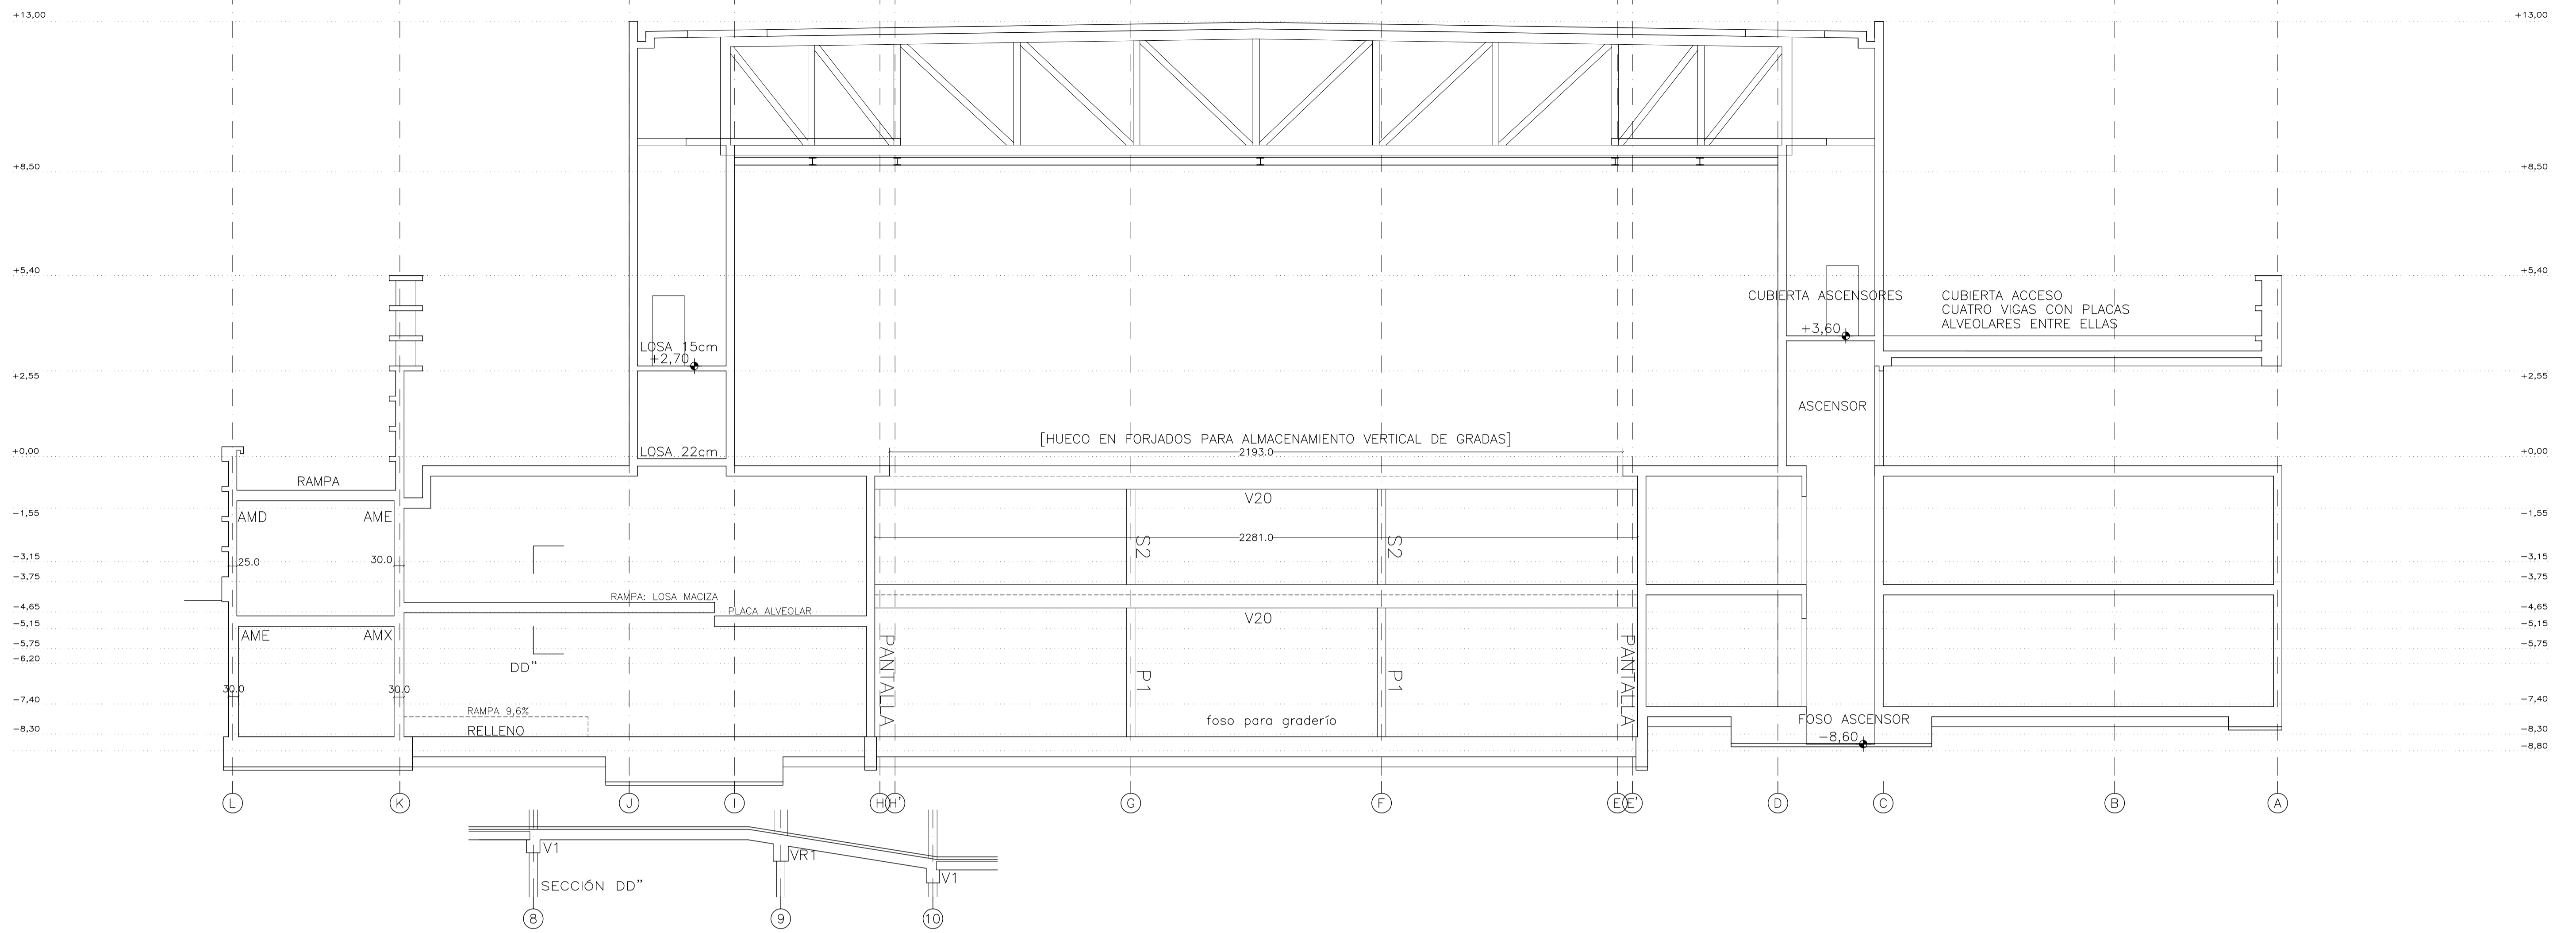 +13,00
+13,00
+8,50
+8,50
+5,40
+5,40
CUBIERTA ASCENSORES
CUBIERTA ACCESO
CUATRO VIGAS CON PLACAS
ALVEOLARES ENTRE ELLAS
+3,60
LOSA 15cm
+2,70
+2,55
+2,55
ASCENSOR
[HUECO EN FORJADOS PARA ALMACENAMIENTO VERTICAL DE GRADAS]
2193.0
+0,00
LOSA 22cm
+0,00
RAMPA
V20
AMD
AME
-1,55
-1,55
2281.0
S2
S2
-3,15
25.0
30.0
-3,15
-3,75
-3,75
RAMPA: LOSA MACIZA
-4,65
PLACA ALVEOLAR
-4,65
V20
-5,15
-5,15
AME
AMX
-5,75
-5,75
PANTALLA
PANTALLA
-6,20
DD”
P1
P1
30.0
30.0
-7,40
-7,40
RAMPA 9,6%
foso para graderío
FOSO ASCENSOR
-8,30
RELLENO
-8,30
-8,60
-8,80
L
K
J
I
H
H'
G
F
E
E'
D
C
B
A
V1
VR1
V1
SECCIÓN DD”
8
9
10